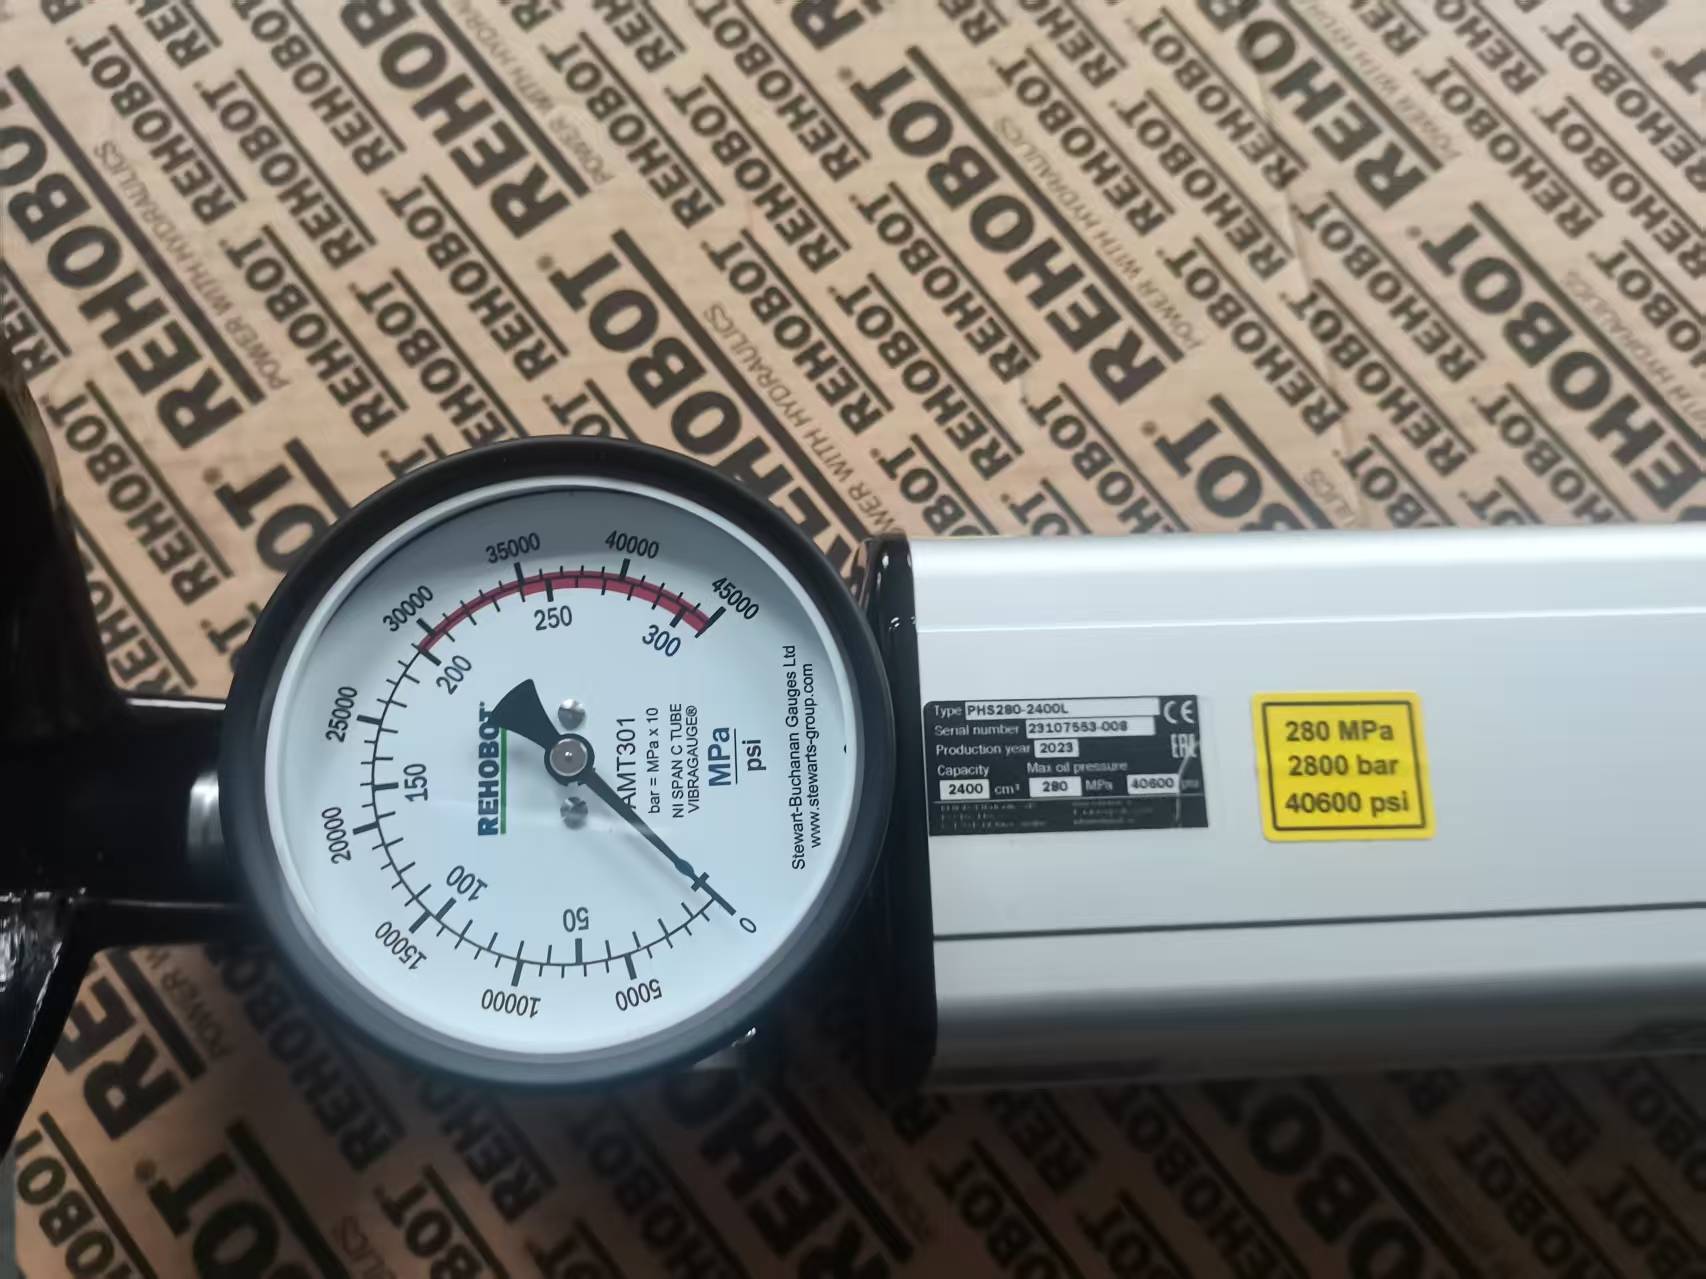 REHOBOT
POWER WITH HYDRAULICS
0
5000
10000
15000
20000
25000
30000
35000
40000
45000
50
100
150
200
250
300
REHOBOT
AMT301
bar = MPa x 10
NI SPAN C TUBE
VIBRAGAUGE®
MPa
psi
Stewart-Buchanan Gauges Ltd
www.stewarts-group.com
Type PHS280-2400L CE
Serial number 23107553-008
Production year 2023 EAC
Capacity Max oil pressure
2400 cm³ 280 MPa 40600 psi
280 MPa
2800 bar
40600 psi